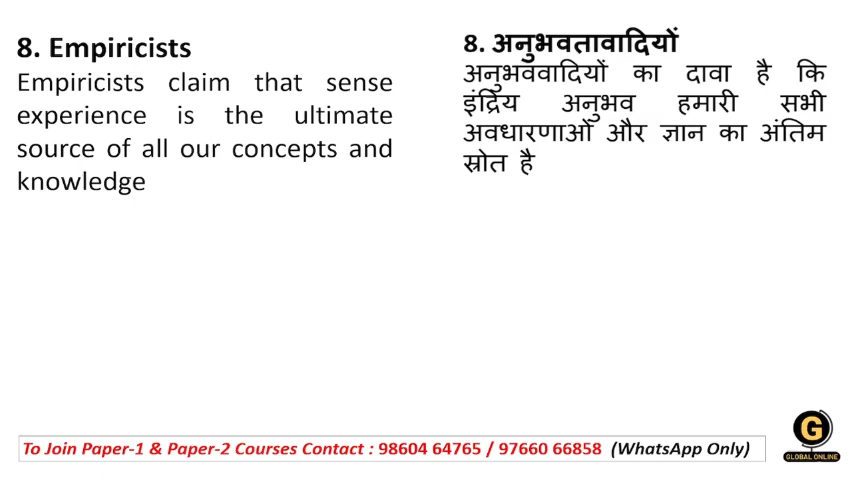 8. Empiricists
Empiricists claim that sense
experience is the ultimate
source of all our concepts and
knowledge
8. अनुभवतावादियों
अनुभववादियों का दावा है कि
इंद्रिय अनुभव हमारी सभी
अवधारणाओं और ज्ञान का अंतिम
स्रोत है
To Join Paper-1 & Paper-2 Courses Contact : 98604 64765 / 97660 66858 (WhatsApp Only)
G
GLOBAL ONLINE